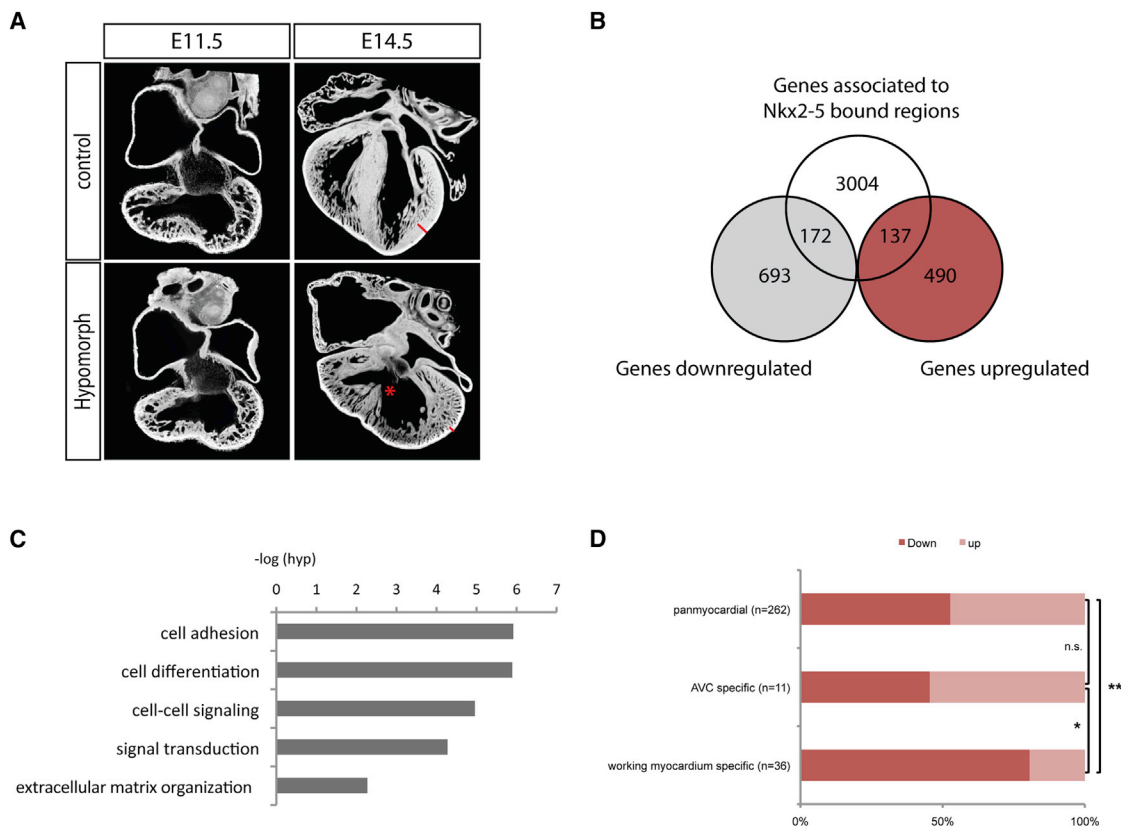 A
E11.5
E14.5
control
Hypomorph
*
B
Genes associated to
Nkx2-5 bound regions
3004
172
137
693
490
Genes downregulated
Genes upregulated
C
-log (hyp)
0 1 2 3 4 5 6 7
cell adhesion
cell differentiation
cell-cell signaling
signal transduction
extracellular matrix organization
D
Down up
panmyocardial (n=262)
n.s.
AVC specific (n=11)
**
*
working myocardium specific (n=36)
0% 50% 100%